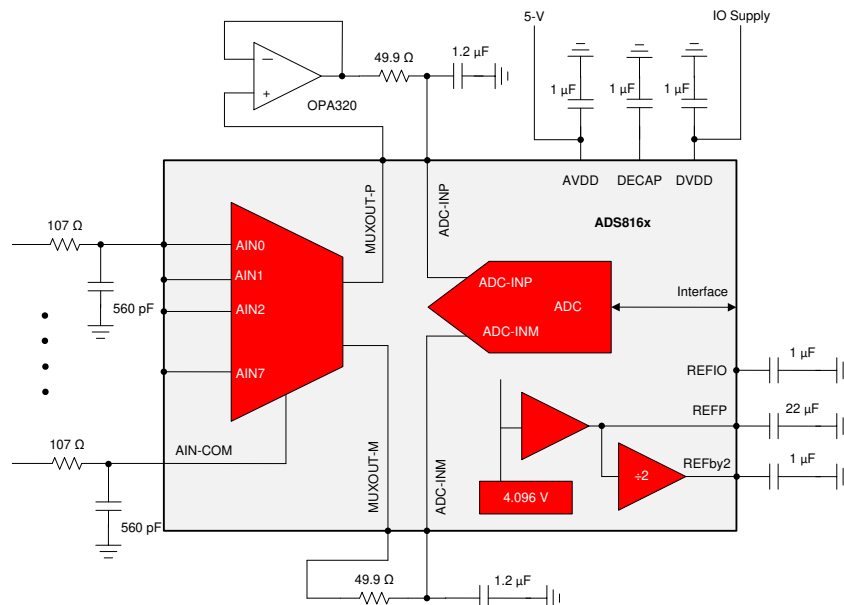 5-V
IO Supply
49.9 Ω
1.2 µF
−
+
OPA320
1 µF
1 µF
1 µF
MUXOUT-P
ADC-INP
AVDD
DECAP
DVDD
ADS816x
107 Ω
AIN0
AIN1
AIN2
AIN7
560 pF
ADC-INP
ADC
ADC-INM
Interface
REFIO
1 µF
REFP
22 µF
REFby2
1 µF
÷2
4.096 V
107 Ω
AIN-COM
560 pF
MUXOUT-M
ADC-INM
49.9 Ω
1.2 µF